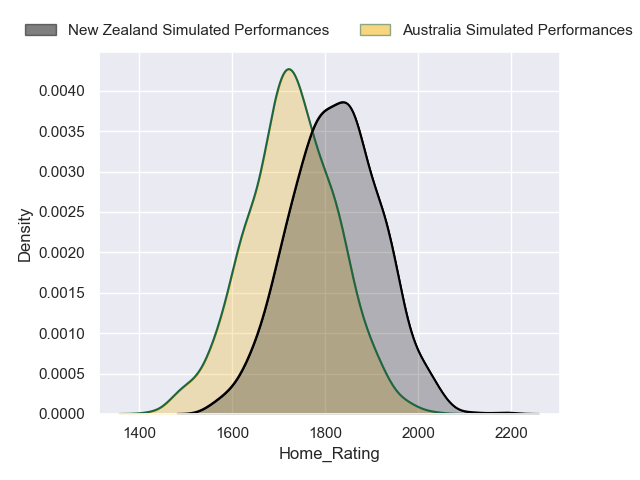 New Zealand Simulated Performances
Australia Simulated Performances
0.0040
0.0035
0.0030
0.0025
0.0020
0.0015
0.0010
0.0005
0.0000
Density
1400 1600 1800 2000 2200
Home_Rating